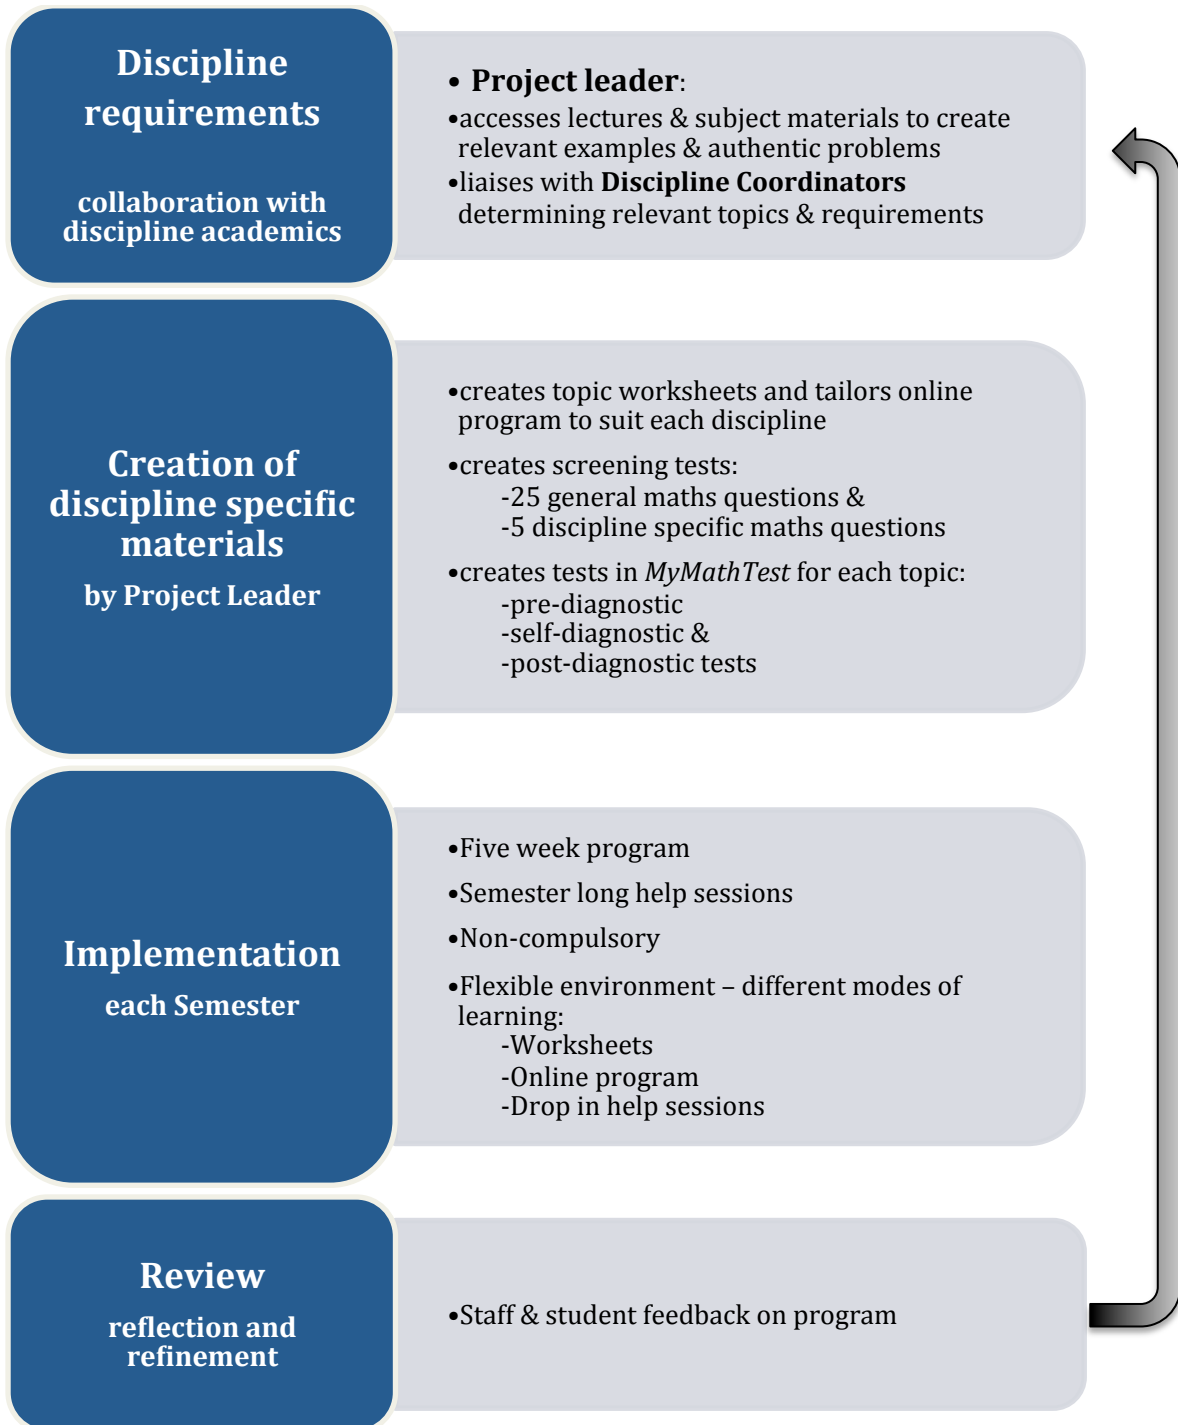 Discipline
requirements
collaboration with
discipline academics
• Project leader:
•accesses lectures & subject materials to create
relevant examples & authentic problems
•liaises with Discipline Coordinators
determining relevant topics & requirements
Creation of
discipline specific
materials
by Project Leader
•creates topic worksheets and tailors online
program to suit each discipline
•creates screening tests:
-25 general maths questions &
-5 discipline specific maths questions
•creates tests in MyMathTest for each topic:
-pre-diagnostic
-self-diagnostic &
-post-diagnostic tests
Implementation
each Semester
•Five week program
•Semester long help sessions
•Non-compulsory
•Flexible environment – different modes of
learning:
-Worksheets
-Online program
-Drop in help sessions
Review
reflection and
refinement
•Staff & student feedback on program